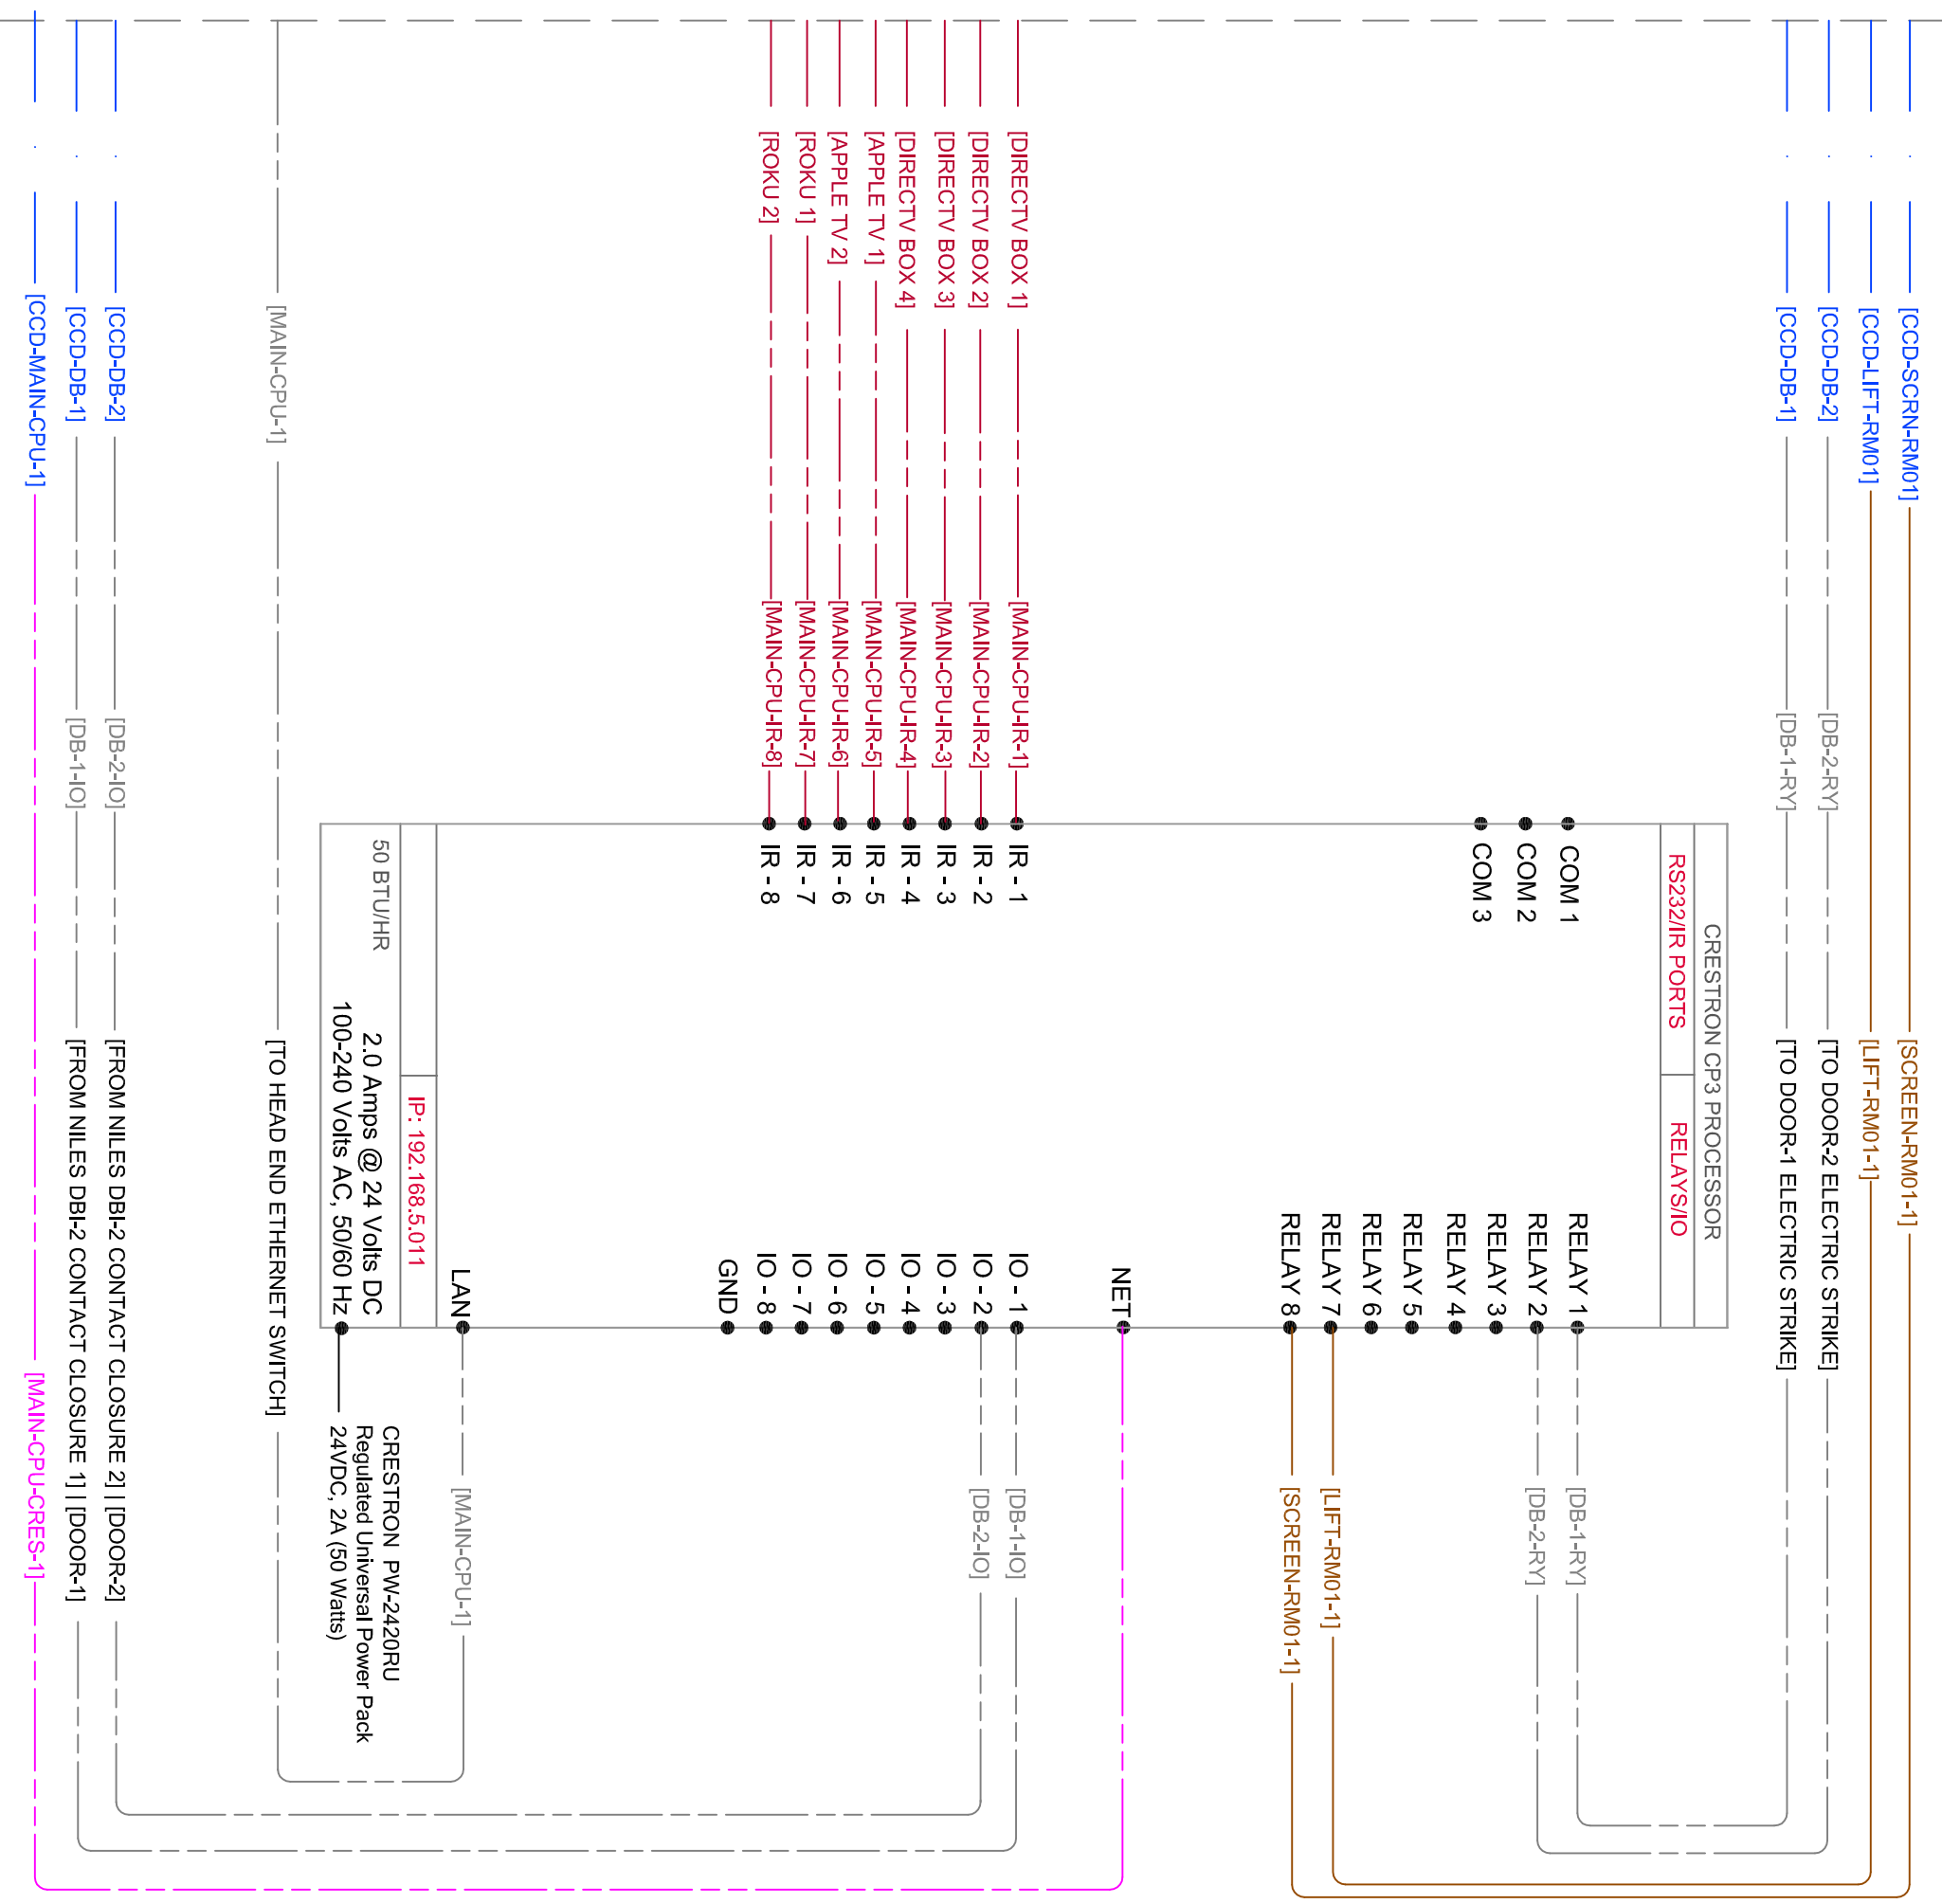 [CCD-SCRN-RM01]
[SCREEN-RM01-1]
[CCD-LIFT-RM01]
[LIFT-RM01-1]
[CCD-DB-2]
[DB-2-RY]
[TO DOOR-2 ELECTRIC STRIKE]
[CCD-DB-1]
[DB-1-RY]
[TO DOOR-1 ELECTRIC STRIKE]
CRESTRON CP3 PROCESSOR
RS232/IR PORTS
RELAYS/IO
COM 1
COM 2
COM 3
RELAY 1
[DB-1-RY]
RELAY 2
[DB-2-RY]
RELAY 3
RELAY 4
RELAY 5
RELAY 6
RELAY 7
[LIFT-RM01-1]
RELAY 8
[SCREEN-RM01-1]
NET
[DIRECTV BOX 1]
[MAIN-CPU-IR-1]
IR - 1
IO - 1
[DB-1-IO]
[DIRECTV BOX 2]
[MAIN-CPU-IR-2]
IR - 2
IO - 2
[DB-2-IO]
[DIRECTV BOX 3]
[MAIN-CPU-IR-3]
IR - 3
IO - 3
[DIRECTV BOX 4]
[MAIN-CPU-IR-4]
IR - 4
IO - 4
[APPLE TV 1]
[MAIN-CPU-IR-5]
IR - 5
IO - 5
[APPLE TV 2]
[MAIN-CPU-IR-6]
IR - 6
IO - 6
[ROKU 1]
[MAIN-CPU-IR-7]
IR - 7
IO - 7
[ROKU 2]
[MAIN-CPU-IR-8]
IR - 8
IO - 8
GND
LAN
[MAIN-CPU-1]
IP: 192.168.5.011
50 BTU/HR
2.0 Amps @ 24 Volts DC
100-240 Volts AC, 50/60 Hz
CRESTRON PW-2420RU
Regulated Universal Power Pack
24VDC, 2A (50 Watts)
[MAIN-CPU-1]
[TO HEAD END ETHERNET SWITCH]
[CCD-DB-2]
[DB-2-IO]
[FROM NILES DBI-2 CONTACT CLOSURE 2] | [DOOR-2]
[CCD-DB-1]
[DB-1-IO]
[FROM NILES DBI-2 CONTACT CLOSURE 1] | [DOOR-1]
[CCD-MAIN-CPU-1]
[MAIN-CPU-CRES-1]